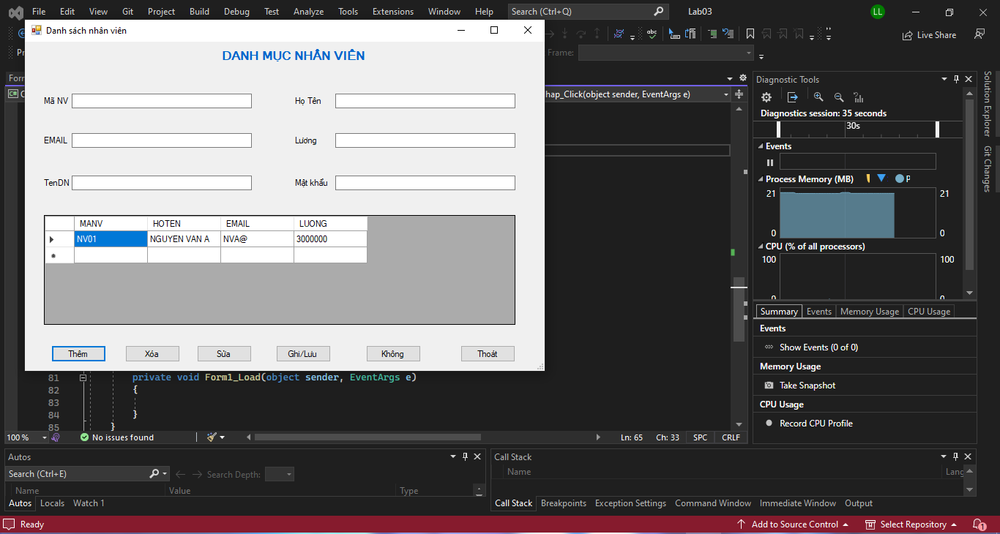 File Edit View Git Project Build Debug Test Analyze Tools Extensions Window Help Search (Ctrl+Q) Lab03 LL
Danh sách nhân viên
Live Share
Pr
Frame:
DANH MỤC NHÂN VIÊN
Form
C#
hap_Click(object sender, EventArgs e)
Mã NV
Họ Tên
EMAIL
Lương
TenDN
Mật khẩu
MANV HOTEN EMAIL LUONG
NV01 NGUYEN VAN A NVA@ 3000000
Thêm Xóa Sửa Ghi/Lưu Không Thoát
81 private void Form1_Load(object sender, EventArgs e)
82 {
83
84 }
85 }
100 % No issues found Ln: 65 Ch: 33 SPC CRLF
Diagnostic Tools
Diagnostics session: 35 seconds
30s
Events
Process Memory (MB) P
21 21
0 0
CPU (% of all processors)
100 100
0 0
Summary Events Memory Usage CPU Usage
Events
Show Events (0 of 0)
Memory Usage
Take Snapshot
CPU Usage
Record CPU Profile
Solution Explorer
Git Changes
Autos
Search (Ctrl+E) Search Depth:
Name Value Type
Autos Locals Watch 1
Call Stack
Name Lang
Call Stack Breakpoints Exception Settings Command Window Immediate Window Output
Ready Add to Source Control Select Repository 1